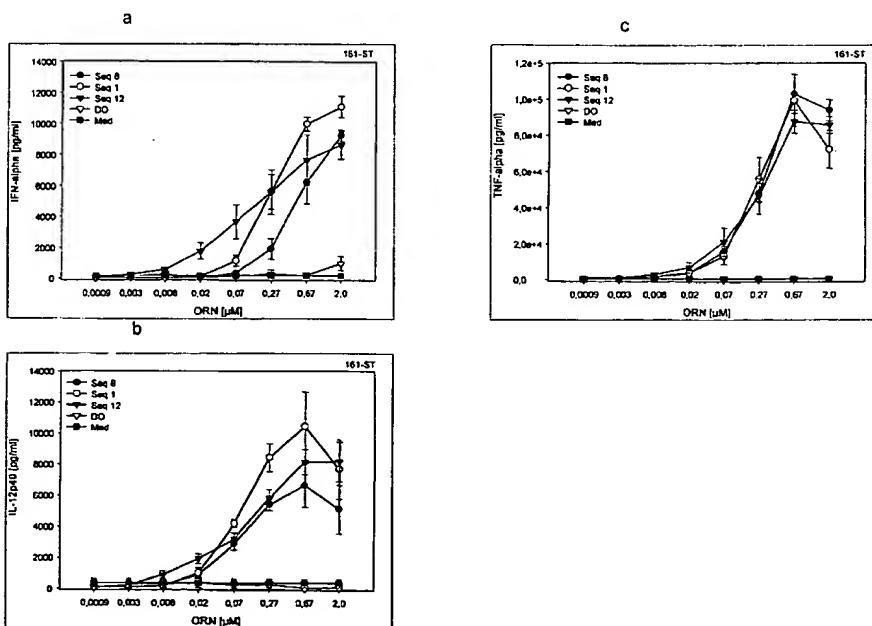 a
161-ST
14000
12000
10000
8000
6000
4000
2000
0
IFN-alpha [pg/ml]
Seq 8
Seq 1
Seq 12
DO
Med
0,0009 0,003 0,008 0,02 0,07 0,27 0,67 2,0
ORN [µM]
b
161-ST
14000
12000
10000
8000
6000
4000
2000
0
IL-12p40 [pg/ml]
Seq 8
Seq 1
Seq 12
DO
Med
0,0009 0,003 0,008 0,02 0,07 0,27 0,67 2,0
ORN [µM]
c
161-ST
1,2e+5
1,0e+5
8,0e+4
6,0e+4
4,0e+4
2,0e+4
0,0
TNF-alpha [pg/ml]
Seq 8
Seq 1
Seq 12
DO
Med
0,0009 0,003 0,008 0,02 0,07 0,27 0,67 2,0
ORN [µM]